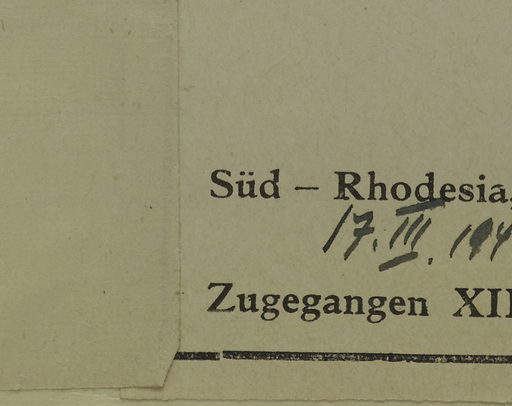 Süd – Rhodesia,
17. III. 194
Zugegangen XII